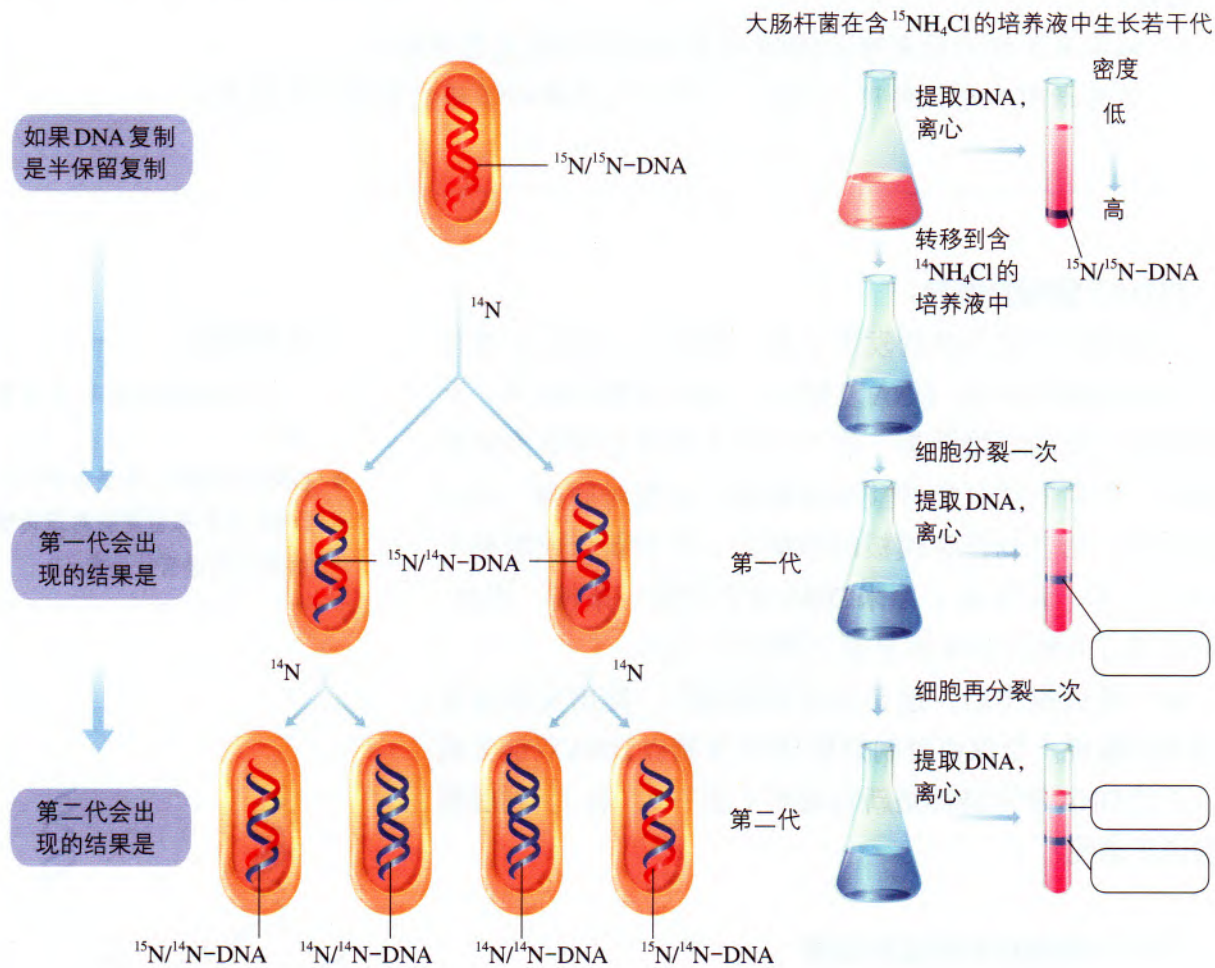 大肠杆菌在含 ¹⁵NH₄Cl的培养液中生长若干代
如果DNA复制
是半保留复制
¹⁵N/¹⁵N-DNA
提取DNA，
离心
密度
低
高
¹⁵N/¹⁵N-DNA
转移到含
¹⁴NH₄Cl的
培养液中
¹⁴N
细胞分裂一次
第一代会出
现的结果是
¹⁵N/¹⁴N-DNA
第一代
提取DNA，
离心
¹⁴N
¹⁴N
细胞再分裂一次
第二代会出
现的结果是
第二代
提取DNA，
离心
¹⁵N/¹⁴N-DNA
¹⁴N/¹⁴N-DNA
¹⁴N/¹⁴N-DNA
¹⁵N/¹⁴N-DNA